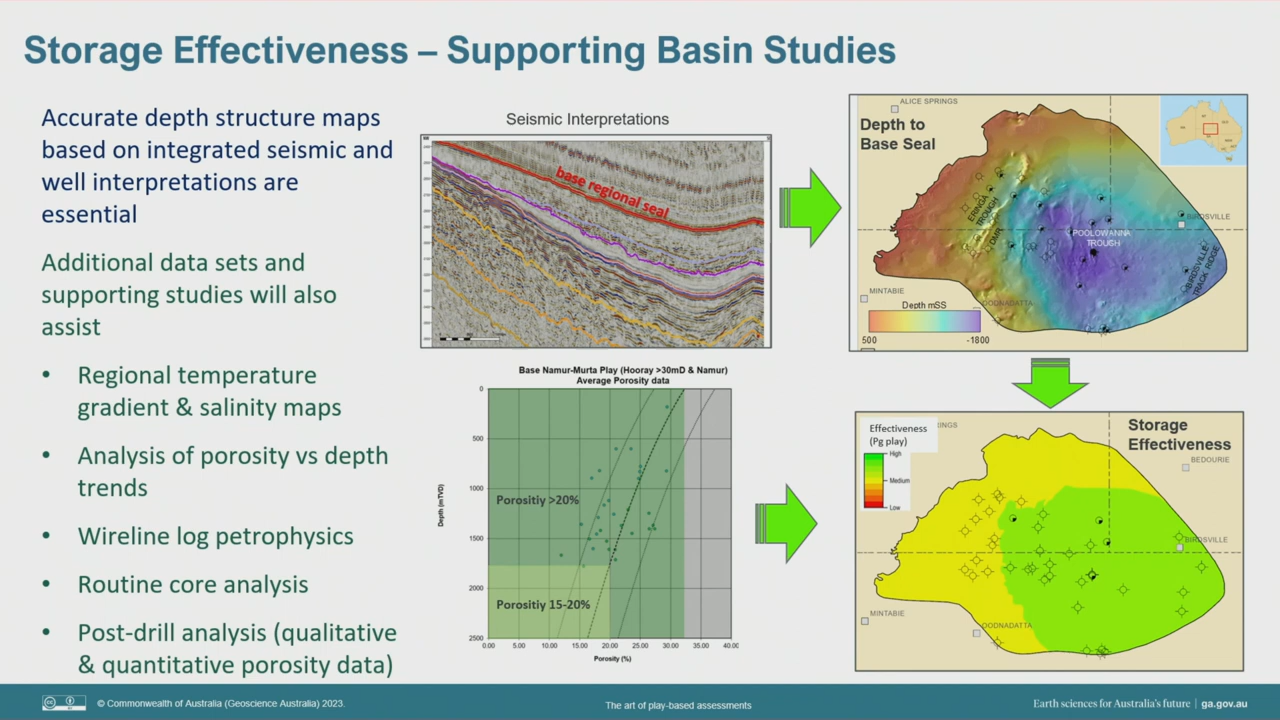 Storage Effectiveness – Supporting Basin Studies
Accurate depth structure maps
based on integrated seismic and
well interpretations are
essential
Additional data sets and
supporting studies will also
assist
• Regional temperature
gradient & salinity maps
• Analysis of porosity vs depth
trends
• Wireline log petrophysics
• Routine core analysis
• Post-drill analysis (qualitative
& quantitative porosity data)
Seismic Interpretations
base regional seal
Base Namur-Murta Play (Hooray >30mD & Namur)
Average Porosity data
0
500
1000
1500
2000
2500
Depth (mTVD)
Porositiy >20%
Porositiy 15-20%
0.00 5.00 10.00 15.00 20.00 25.00 30.00 35.00 40.00
Porosity (%)
ALICE SPRINGS
Depth to
Base Seal
ERINGA
TROUGH
POOLOWANNA
TROUGH
BIRDSVILLE
BIRDSVILLE
TRACK RIDGE
MINTABIE
OODNADATTA
Depth mSS
500 -1800
Effectiveness
(Pg play)
High
Medium
Low
INGS
Storage
Effectiveness
BEDOURIE
BIRDSVILLE
MINTABIE
OODNADATTA
© Commonwealth of Australia (Geoscience Australia) 2023.
The art of play-based assessments
Earth sciences for Australia's future | ga.gov.au